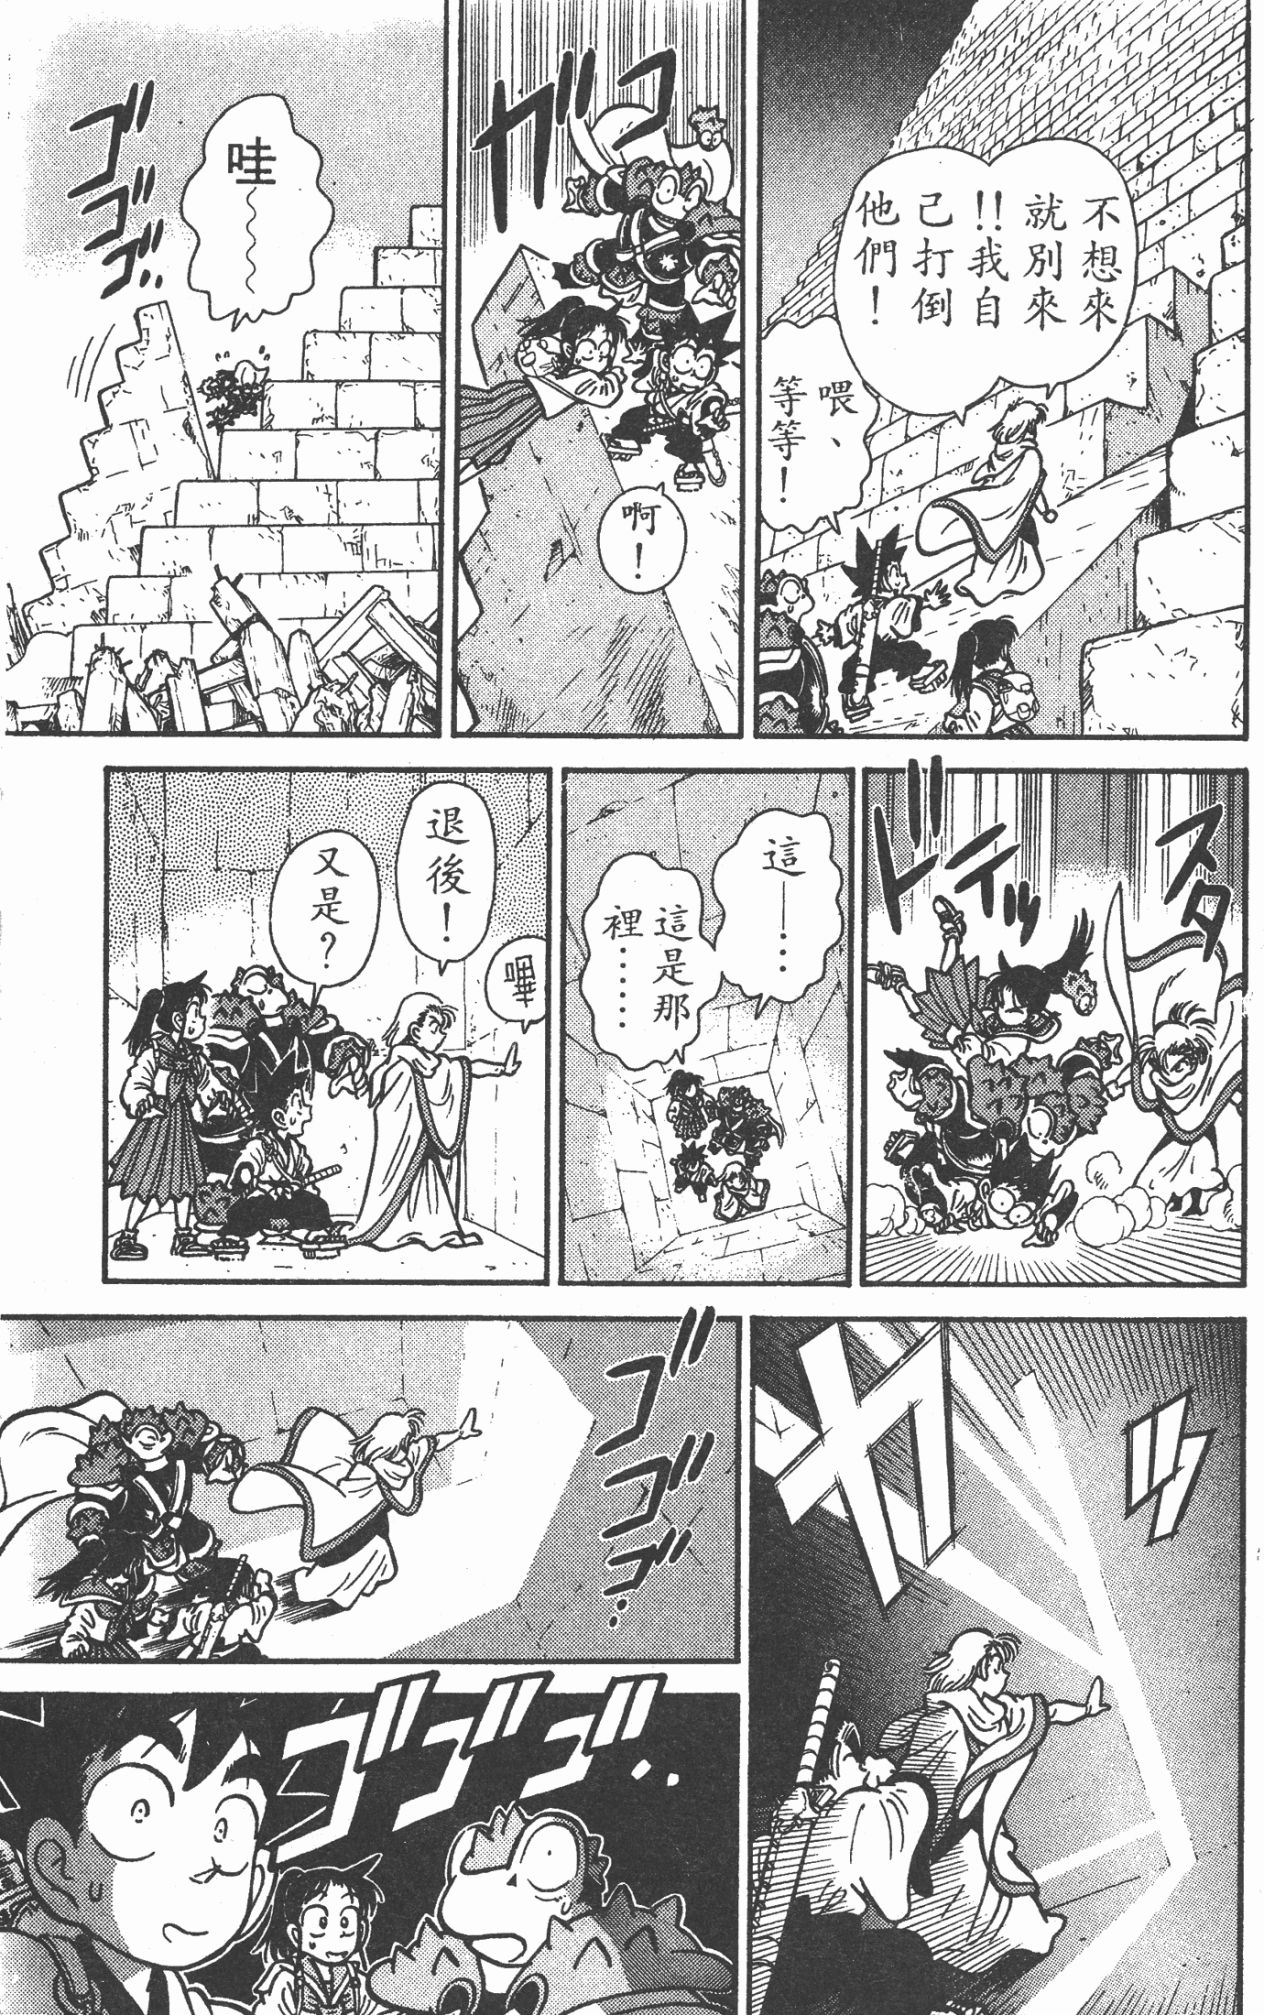 不想來
就別來
!!我自
己打倒
他們！
喂、
等等！
ガコ
啊！
哇～～
ゴゴゴ‥
スタ
ドテッ
這……
這是那
裡……
退後！
嗶
又是？
カッ
ゴゴゴ…
ゴゴゴ‥